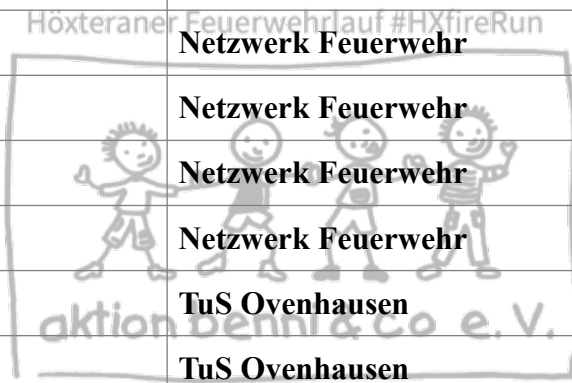 Höxteraner Feuerwehrlauf #HXfireRun
Netzwerk Feuerwehr
Netzwerk Feuerwehr
Netzwerk Feuerwehr
Netzwerk Feuerwehr
TuS Ovenhausen
aktion benni & co e. V.
TuS Ovenhausen